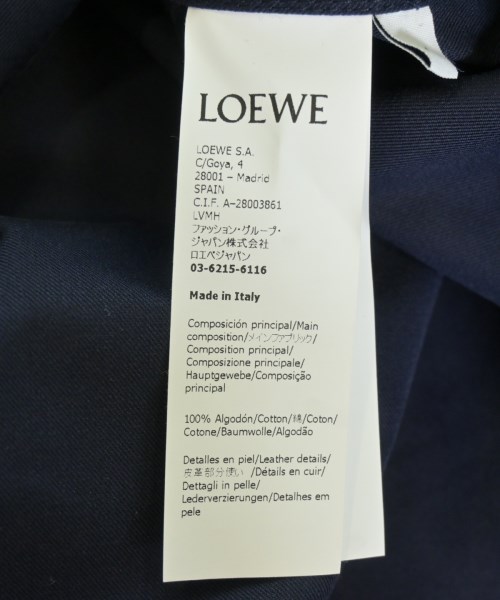 LOEWE
LOEWE S.A.
C/Goya, 4
28001 – Madrid
SPAIN
C.I.F. A-28003861
LVMH
ファッション・グループ・
ジャパン株式会社
ロエベジャパン
03-6215-6116
Made in Italy
Composición principal/Main
composition/メインファブリック/
Composition principal/
Composizione principale/
Hauptgewebe/Composição
principal
100% Algodón/Cotton/綿/Coton/
Cotone/Baumwolle/Algodão
Detalles en piel/Leather details/
皮革部分使い /Détails en cuir/
Dettagli in pelle/
Lederverzierungen/Detalhes em
pele